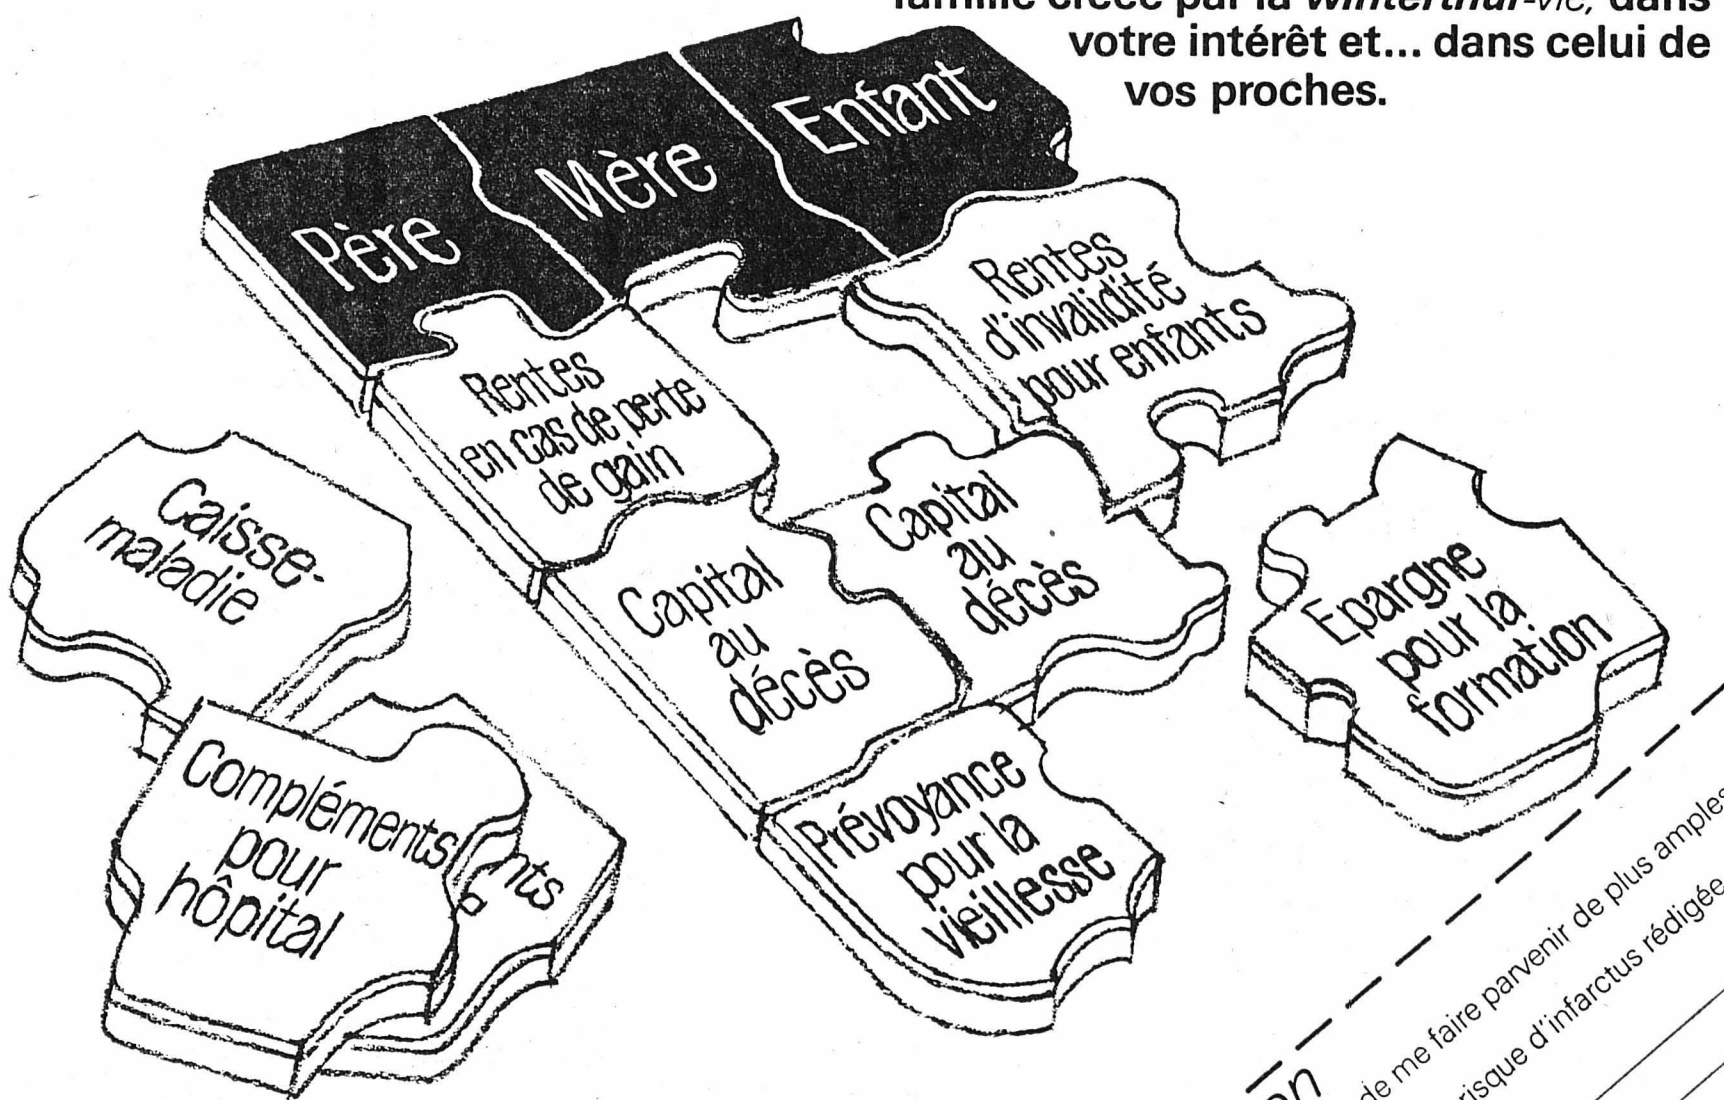 famille créée par la Winterthur-vie, dans
votre intérêt et... dans celui de
vos proches.
Père
Mère
Enfant
Rentes
en cas de perte
de gain
Rentes
d'invalidité
pour enfants
Caisse-
maladie
Capital
au
décès
Capital
au
décès
Epargne
pour la
formation
Compléments
pour
hôpital
nts
Prévoyance
pour la
vieillesse
de me faire parvenir de plus amples
risque d'infarctus rédigée
on